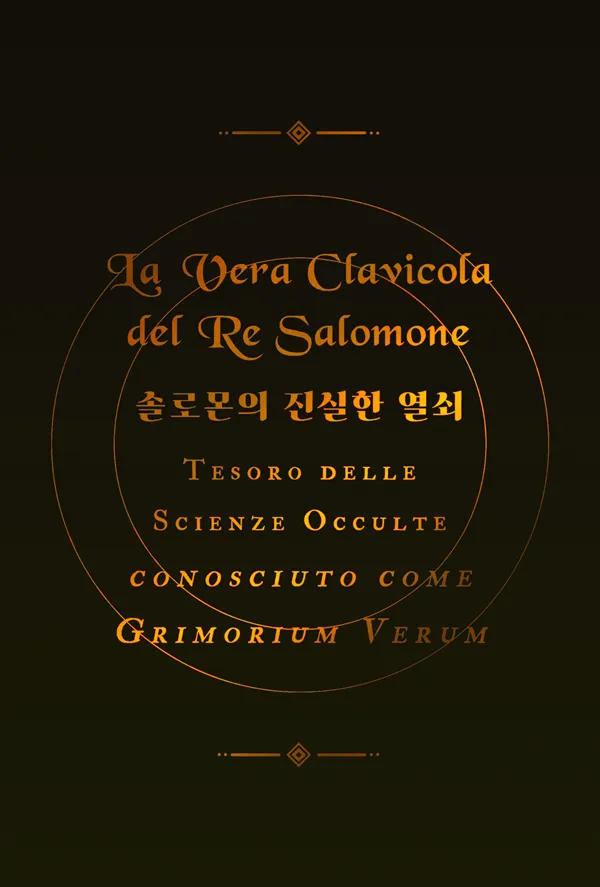 La Vera Clavicola
del Re Salomone
솔로몬의 진실한 열쇠
Tesoro delle
Scienze Occulte
conosciuto come
Grimorium Verum